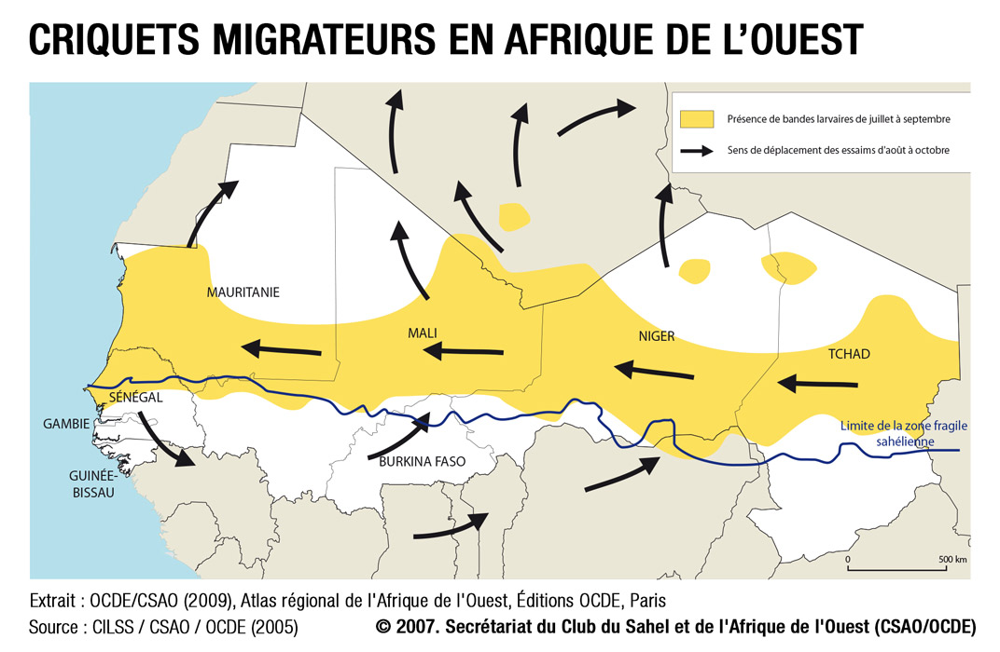 CRIQUETS MIGRATEURS EN AFRIQUE DE L’OUEST
Présence de bandes larvaires de juillet à septembre
Sens de déplacement des essaims d'août à octobre
MAURITANIE
MALI
NIGER
TCHAD
SÉNÉGAL
GAMBIE
Limite de la zone fragile
sahélienne
BURKINA FASO
GUINÉE-
BISSAU
0
500 km
Extrait : OCDE/CSAO (2009), Atlas régional de l'Afrique de l'Ouest, Éditions OCDE, Paris
Source : CILSS / CSAO / OCDE (2005)
© 2007. Secrétariat du Club du Sahel et de l'Afrique de l'Ouest (CSAO/OCDE)